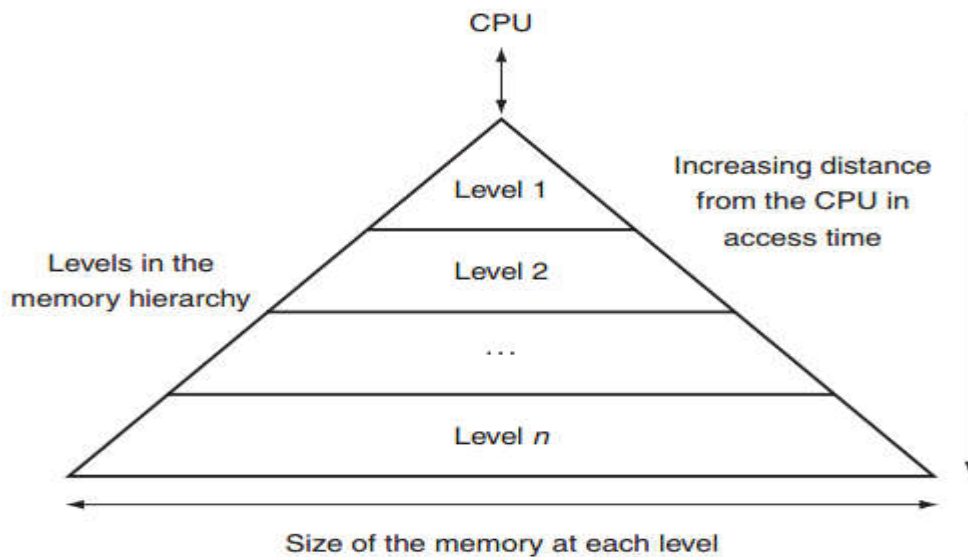 CPU
Level 1
Increasing distance
from the CPU in
access time
Levels in the
memory hierarchy
Level 2
...
Level n
Size of the memory at each level